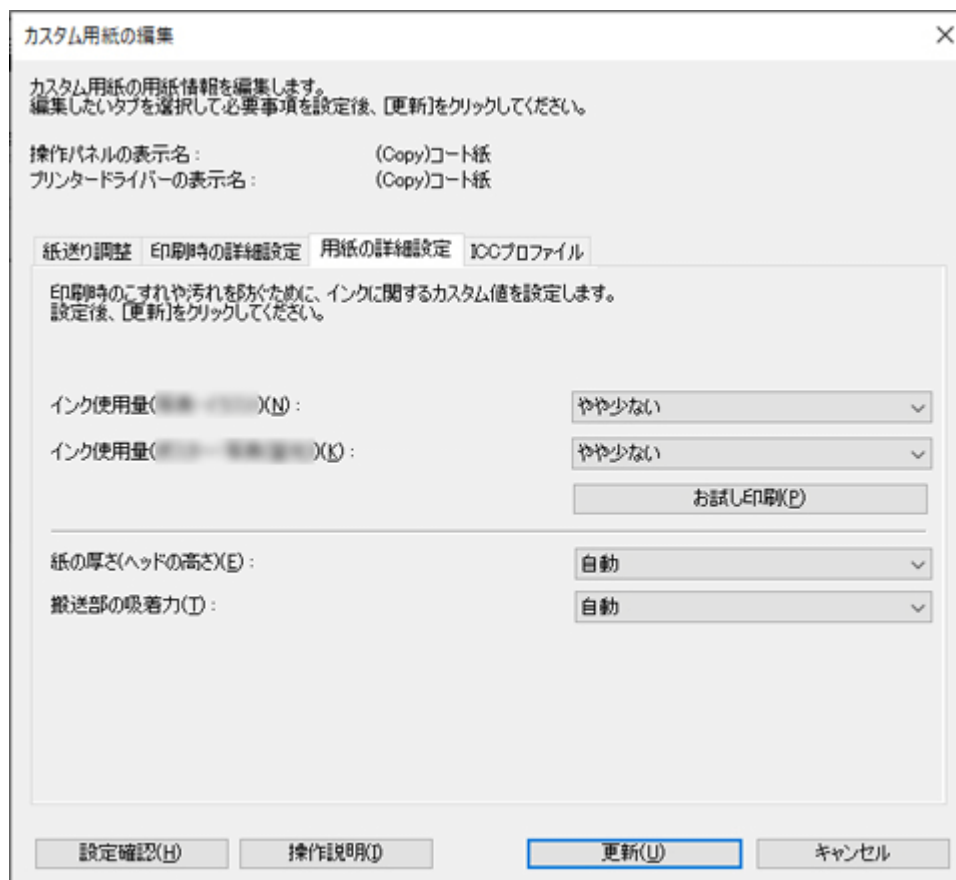 カスタム用紙の編集
カスタム用紙の用紙情報を編集します。
編集したいタブを選択して必要事項を設定後、[更新]をクリックしてください。
操作パネルの表示名： (Copy)コート紙
プリンタードライバーの表示名： (Copy)コート紙
紙送り調整 印刷時の詳細設定 用紙の詳細設定 ICCプロファイル
印刷時のこすれや汚れを防ぐために、インクに関するカスタム値を設定します。
設定後、[更新]をクリックしてください。
インク使用量( )(N)： やや少ない
インク使用量( )(K)： やや少ない
お試し印刷(P)
紙の厚さ(ヘッドの高さ)(E)： 自動
搬送部の吸着力(T)： 自動
設定確認(H) 操作説明(I) 更新(U) キャンセル